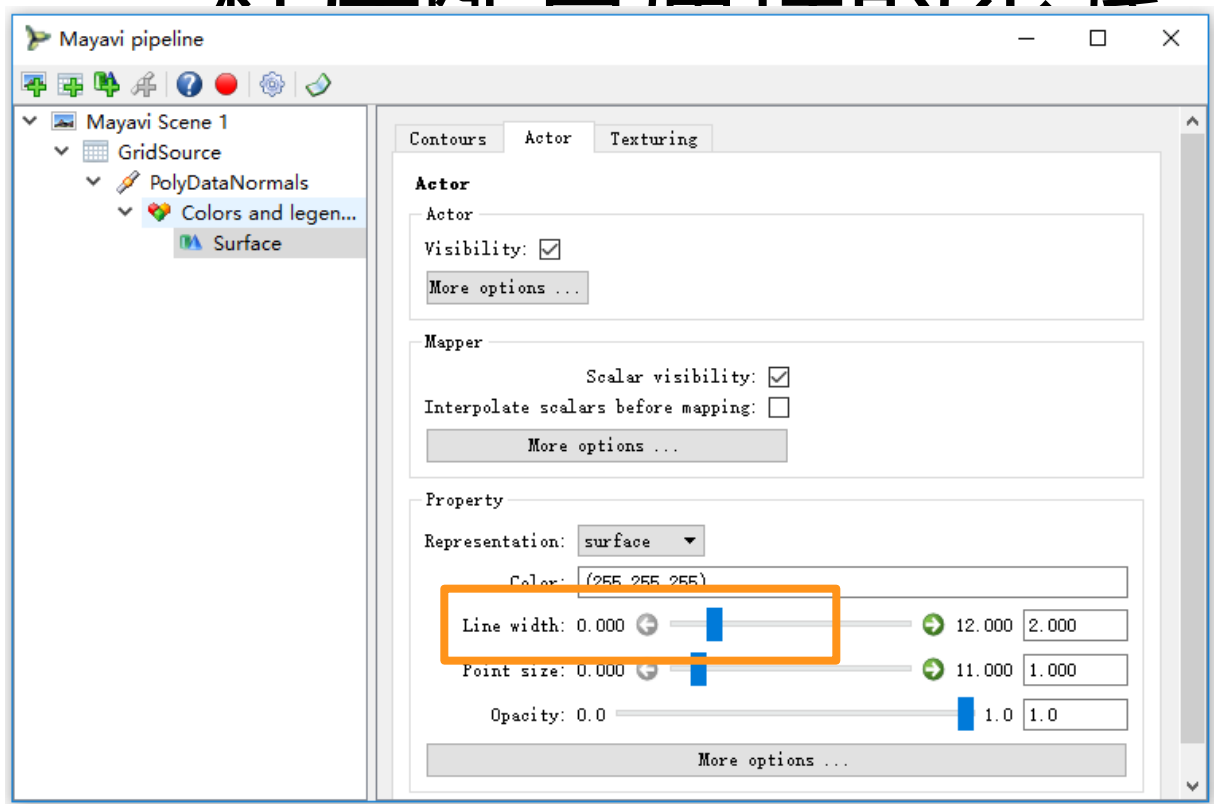 Mayavi pipeline
Mayavi Scene 1
GridSource
PolyDataNormals
Colors and legen...
Surface
Contours Actor Texturing
Actor
Actor
Visibility:
More options ...
Mapper
Scalar visibility:
Interpolate scalars before mapping:
More options ...
Property
Representation: surface
Color: (255 255 255)
Line width: 0.000 12.000 2.000
Point size: 0.000 11.000 1.000
Opacity: 0.0 1.0 1.0
More options ...